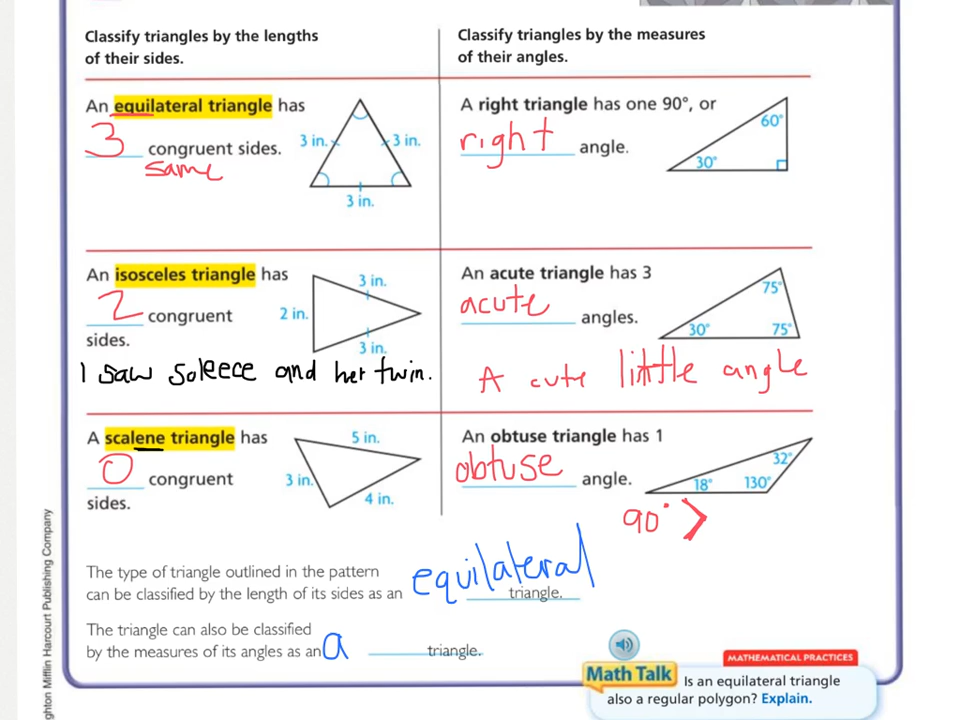 Classify triangles by the lengths
of their sides.
Classify triangles by the measures
of their angles.
An equilateral triangle has
3 congruent sides.
same
3 in.
3 in.
3 in.
A right triangle has one 90°, or
right angle.
60°
30°
An isosceles triangle has
2 congruent
sides.
3 in.
2 in.
3 in.
I saw soleece and her twin.
An acute triangle has 3
acute angles.
75°
30°
75°
A cute little angle
A scalene triangle has
0 congruent
sides.
5 in.
3 in.
4 in.
An obtuse triangle has 1
obtuse angle.
32°
18°
130°
90° >
The type of triangle outlined in the pattern
can be classified by the length of its sides as an equilateral triangle.
The triangle can also be classified
by the measures of its angles as an a triangle.
MATHEMATICAL PRACTICES
Math Talk Is an equilateral triangle
also a regular polygon? Explain.
ghton Mifflin Harcourt Publishing Company